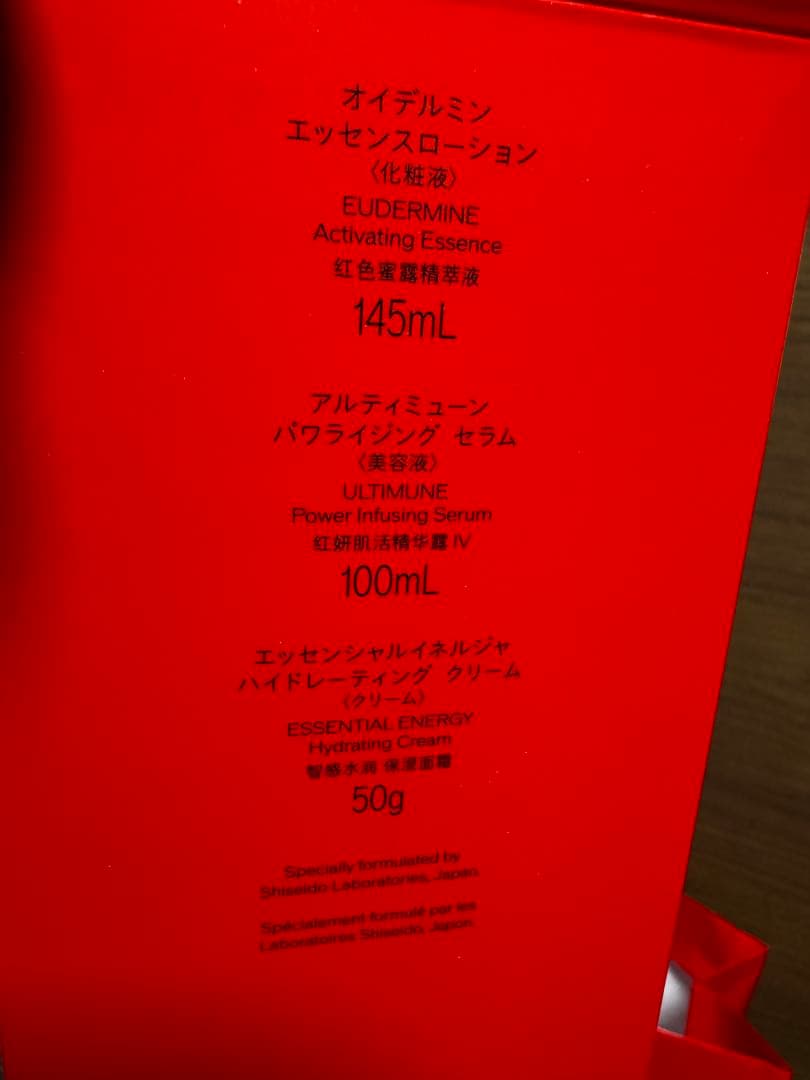 オイデルミン
エッセンスローション
〈化粧液〉
EUDERMINE
Activating Essence
红色蜜露精萃液
145mL
アルティミューン
パワライジング セラム
〈美容液〉
ULTIMUNE
Power Infusing Serum
红妍肌活精华露 IV
100mL
エッセンシャルイネルジャ
ハイドレーティング クリーム
〈クリーム〉
ESSENTIAL ENERGY
Hydrating Cream
智感水润 保湿面霜
50g
Specially formulated by
Shiseido Laboratories, Japan.
Spécialement formulé par les
Laboratoires Shiseido, Japon.